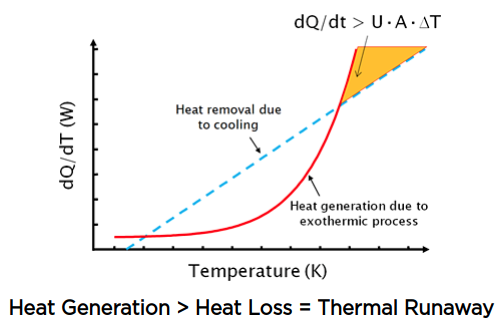 dQ/dt > U · A · ΔT
Heat removal due
to cooling
dQ/dT (W)
Heat generation due to
exothermic process
Temperature (K)
Heat Generation > Heat Loss = Thermal Runaway